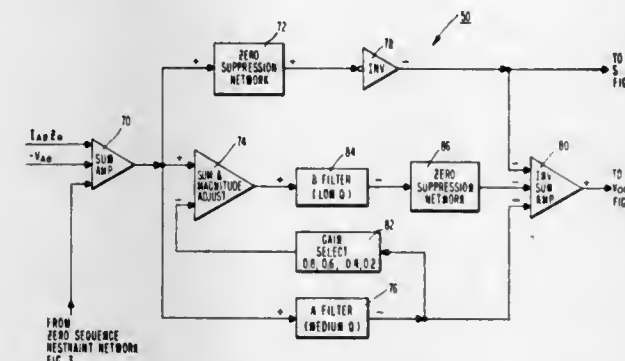 50
72
ZERO
SUPPRESSION
NETWORK
78
INV
TO
S
FIG
70
SUM
AMP
74
SUM &
MAGNITUDE
ADJUST
84
B FILTER
(LOW Q)
86
ZERO
SUPPRESSION
NETWORK
80
INV
SUM
AMP
TO
FIG
82
GAIN
SELECT
0.8, 0.6, 0.4, 0.2
76
A FILTER
(MEDIUM Q)
FROM
ZERO SEQUENCE
RESTRAINT NETWORK
FIG. 3